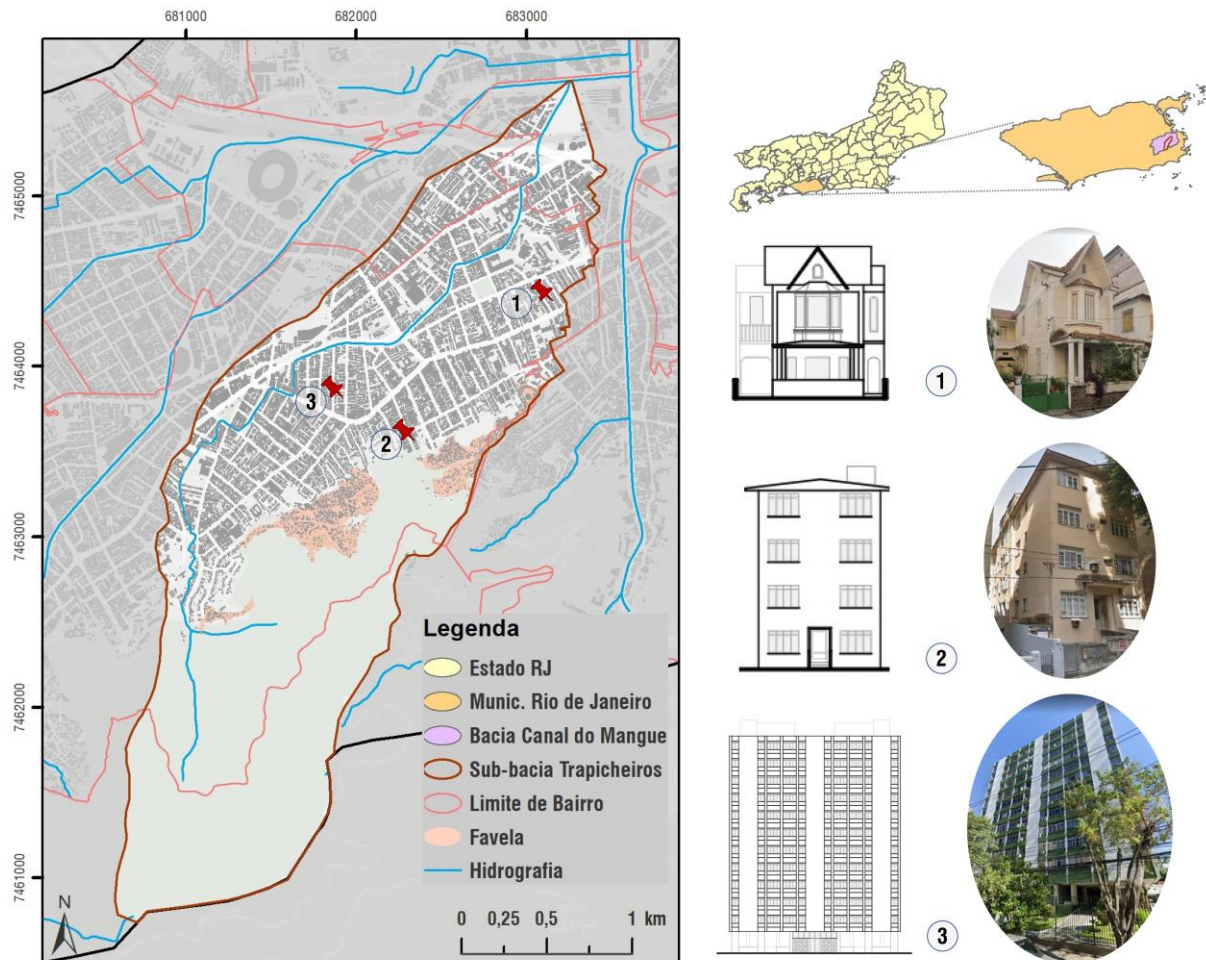 681000
682000
683000
7465000
7464000
7463000
7462000
7461000
1
3
2
Legenda
Estado RJ
Munic. Rio de Janeiro
Bacia Canal do Mangue
Sub-bacia Trapicheiros
Limite de Bairro
Favela
Hidrografia
N
0 0,25 0,5 1 km
1
2
3